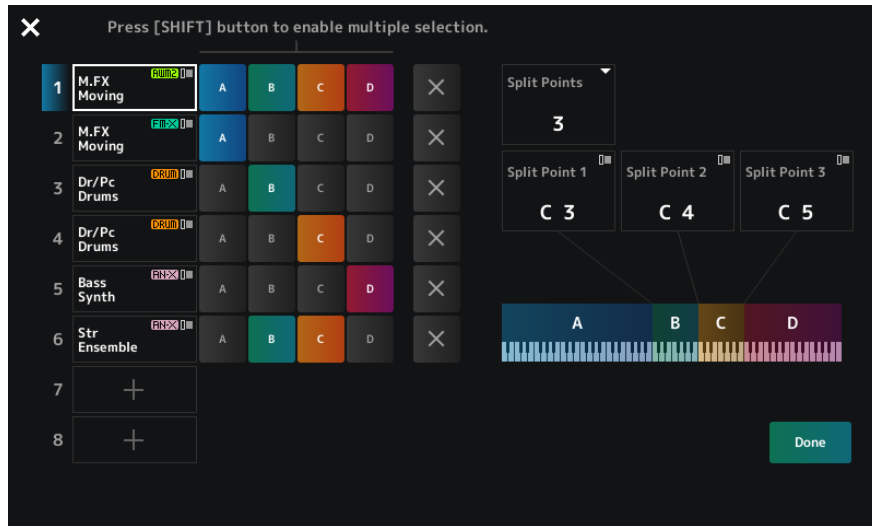 Press [SHIFT] button to enable multiple selection.
1 M.FX Moving AWM2 A B C D
2 M.FX Moving FM-X A B C D
3 Dr/Pc Drums DRUM A B C D
4 Dr/Pc Drums DRUM A B C D
5 Bass Synth AN-X A B C D
6 Str Ensemble AN-X A B C D
7
8
Split Points
3
Split Point 1 Split Point 2 Split Point 3
C 3 C 4 C 5
A B C D
Done